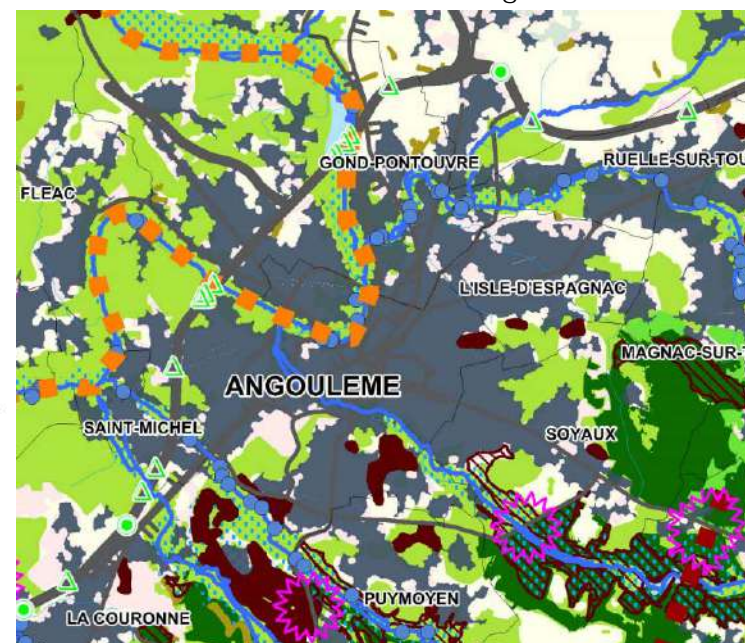 GOND-PONTOUVRE
RUELLE-SUR-TOU
FLEAC
L'ISLE-D'ESPAGNAC
MAGNAC-SUR-T
ANGOULEME
SAINT-MICHEL
SOYAUX
PUYMOYEN
LA COURONNE